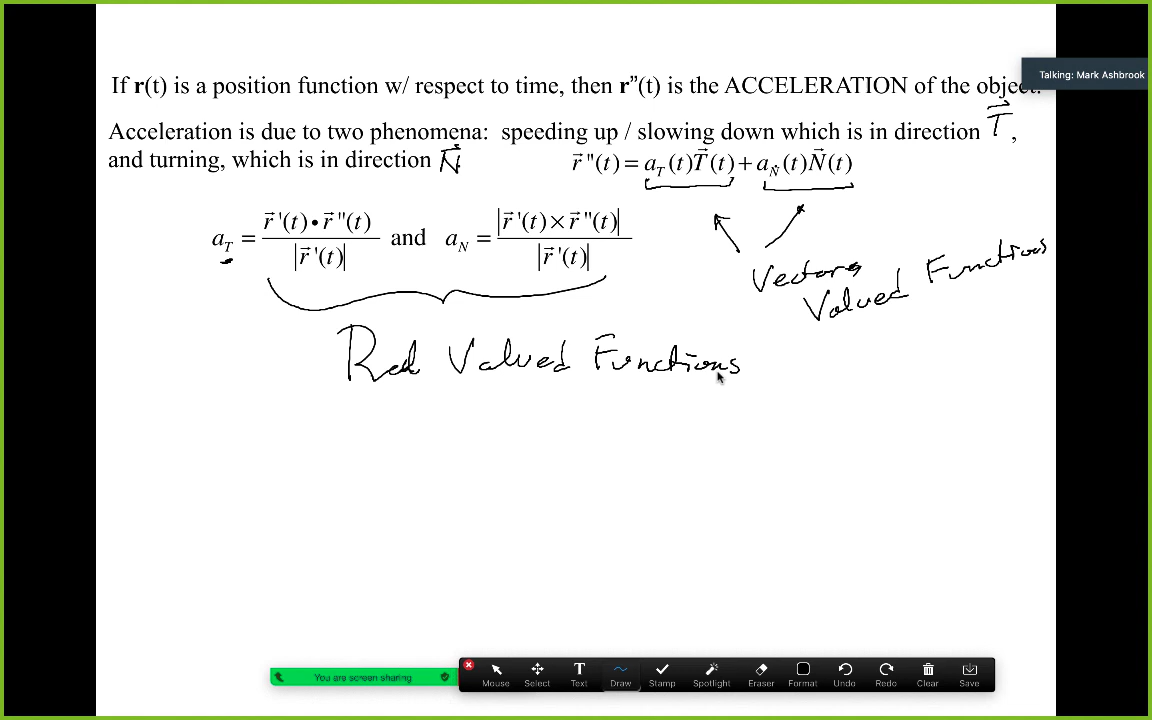 Talking: Mark Ashbrook
If r(t) is a position function w/ respect to time, then r”(t) is the ACCELERATION of the object.
Acceleration is due to two phenomena: speeding up / slowing down which is in direction T⃗ ,
and turning, which is in direction N⃗ r⃗ "(t) = a_T(t)T⃗(t) + a_N(t)N⃗(t)
a_T = r⃗ '(t) • r⃗ "(t) / |r⃗ '(t)| and a_N = |r⃗ '(t) × r⃗ "(t)| / |r⃗ '(t)|
Vectors
Valued Functions
Real Valued Functions
You are screen sharing
Mouse Select Text Draw Stamp Spotlight Eraser Format Undo Redo Clear Save